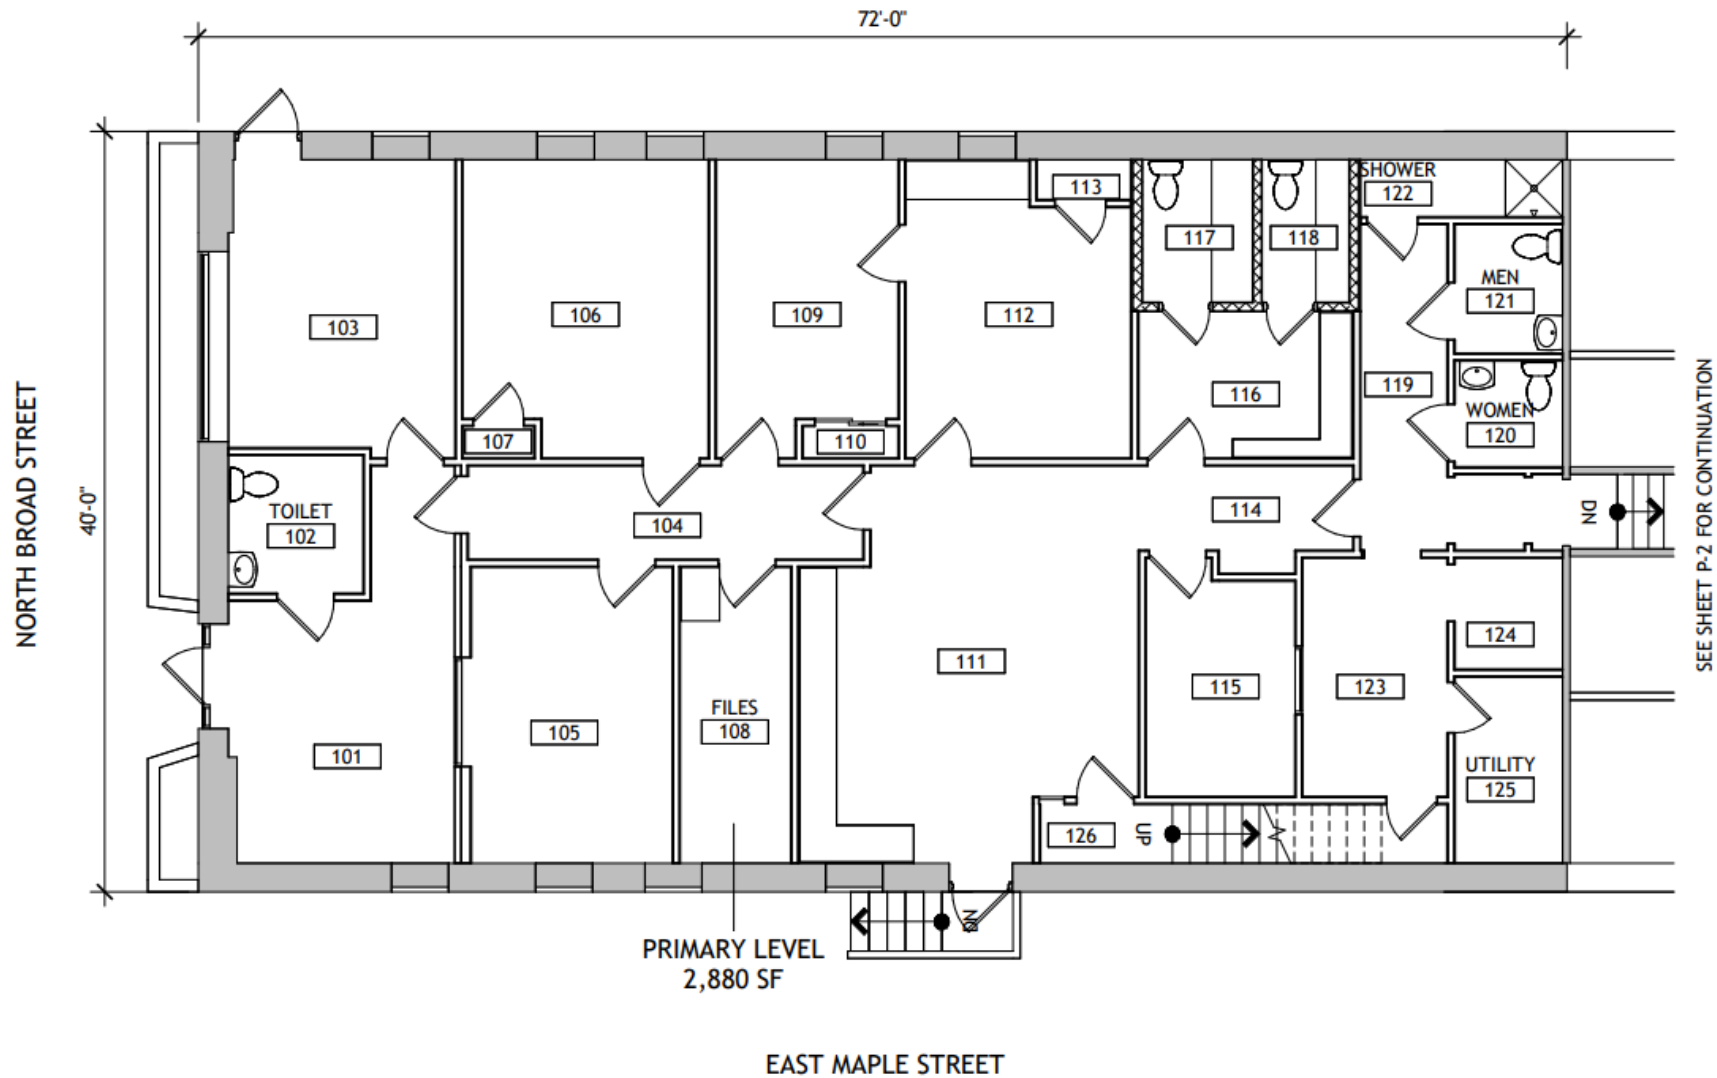 72'-0"
SHOWER
122
113
117
118
MEN
121
103
106
109
112
119
116
WOMEN
120
107
110
NORTH BROAD STREET
40'-0"
TOILET
102
104
114
DN
SEE SHEET P-2 FOR CONTINUATION
124
111
115
123
FILES
108
105
101
UTILITY
125
126
UP
DN
PRIMARY LEVEL
2,880 SF
EAST MAPLE STREET